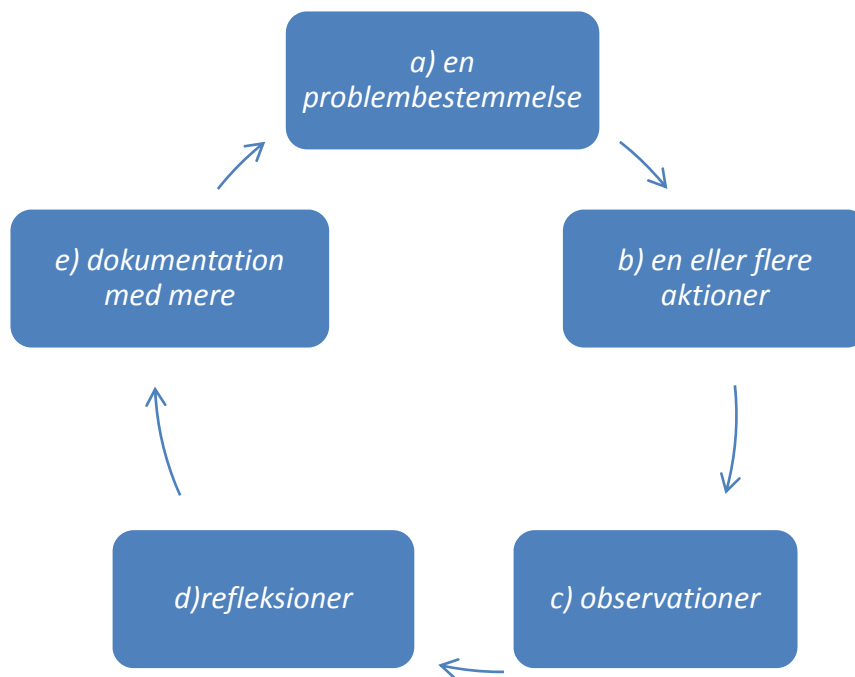 a) en
problembestemmelse
b) en eller flere
aktioner
c) observationer
d)refleksioner
e) dokumentation
med mere